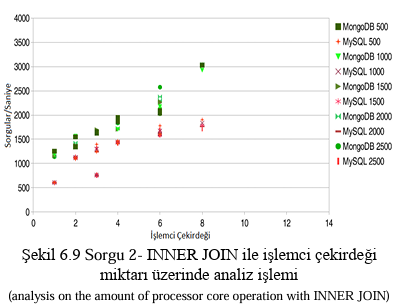 4500
4000
3500
3000
2500
2000
1500
1000
500
0
Sorgular/Saniye
0 2 4 6 8 10 12 14
İşlemci Çekirdeği
MongoDB 500
MySQL 500
MongoDB 1000
MySQL 1000
MongoDB 1500
MySQL 1500
MongoDB 2000
MySQL 2000
MongoDB 2500
MySQL 2500
Şekil 6.9 Sorgu 2- INNER JOIN ile işlemci çekirdeği
miktarı üzerinde analiz işlemi
(analysis on the amount of processor core operation with INNER JOIN)